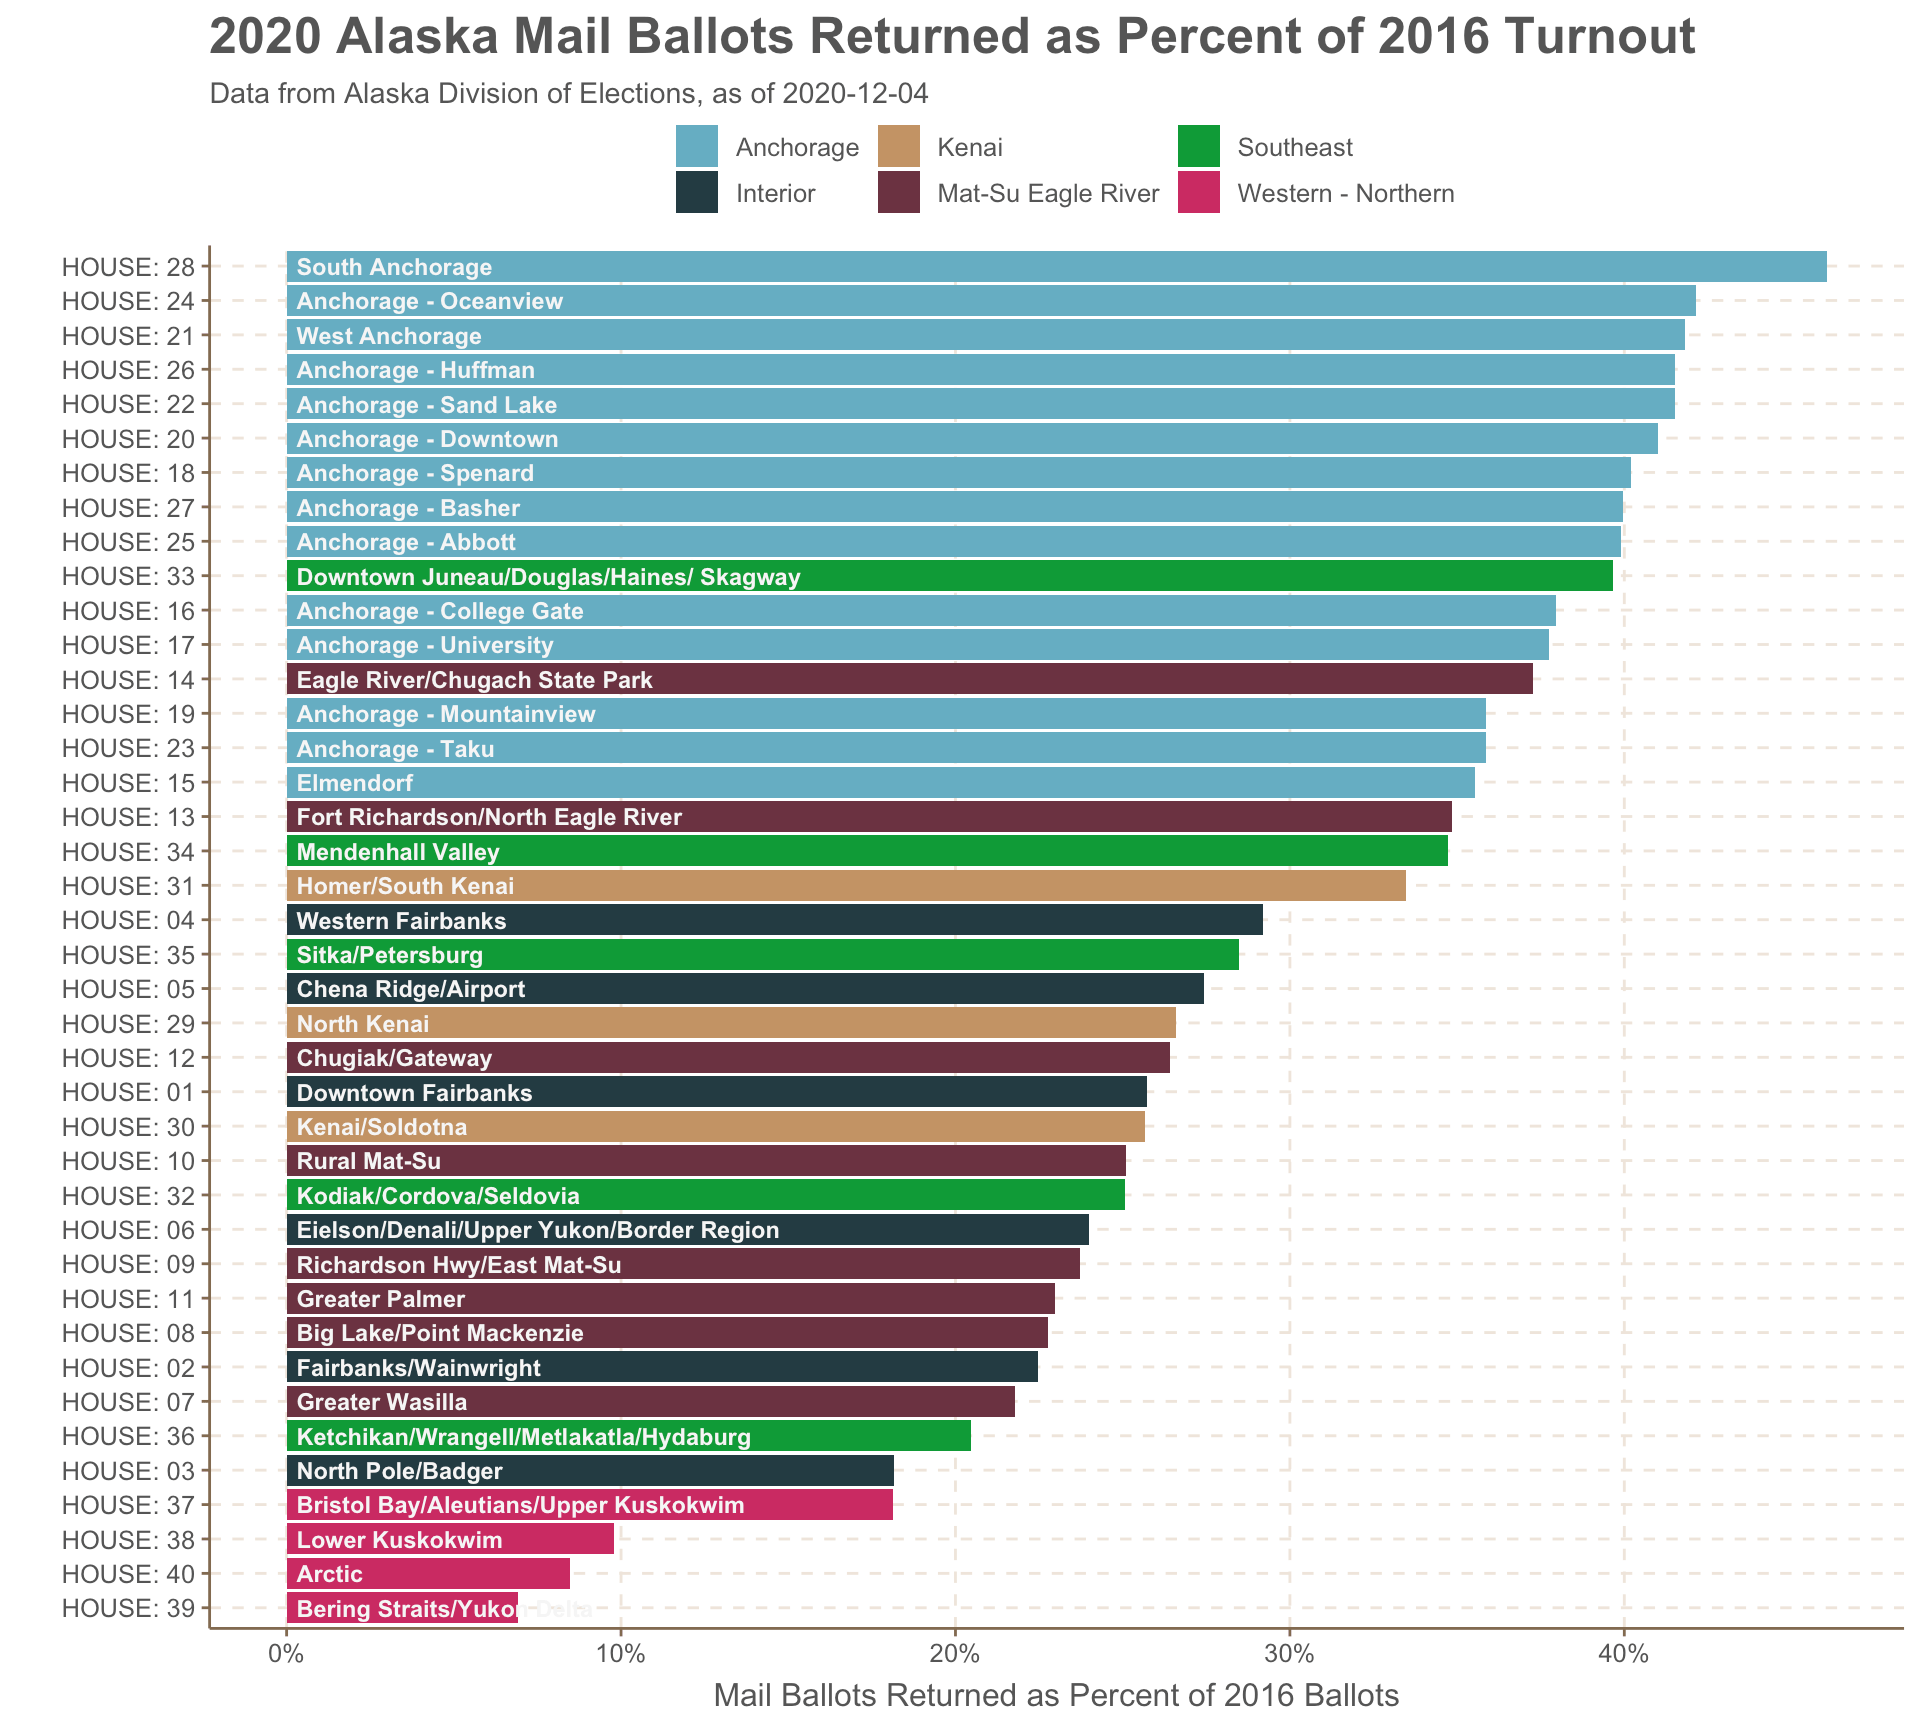 2020 Alaska Mail Ballots Returned as Percent of 2016 Turnout
Data from Alaska Division of Elections, as of 2020-12-04
Anchorage Kenai Southeast
Interior Mat-Su Eagle River Western - Northern
HOUSE: 28 South Anchorage
HOUSE: 24 Anchorage - Oceanview
HOUSE: 21 West Anchorage
HOUSE: 26 Anchorage - Huffman
HOUSE: 22 Anchorage - Sand Lake
HOUSE: 20 Anchorage - Downtown
HOUSE: 18 Anchorage - Spenard
HOUSE: 27 Anchorage - Basher
HOUSE: 25 Anchorage - Abbott
HOUSE: 33 Downtown Juneau/Douglas/Haines/ Skagway
HOUSE: 16 Anchorage - College Gate
HOUSE: 17 Anchorage - University
HOUSE: 14 Eagle River/Chugach State Park
HOUSE: 19 Anchorage - Mountainview
HOUSE: 23 Anchorage - Taku
HOUSE: 15 Elmendorf
HOUSE: 13 Fort Richardson/North Eagle River
HOUSE: 34 Mendenhall Valley
HOUSE: 31 Homer/South Kenai
HOUSE: 04 Western Fairbanks
HOUSE: 35 Sitka/Petersburg
HOUSE: 05 Chena Ridge/Airport
HOUSE: 29 North Kenai
HOUSE: 12 Chugiak/Gateway
HOUSE: 01 Downtown Fairbanks
HOUSE: 30 Kenai/Soldotna
HOUSE: 10 Rural Mat-Su
HOUSE: 32 Kodiak/Cordova/Seldovia
HOUSE: 06 Eielson/Denali/Upper Yukon/Border Region
HOUSE: 09 Richardson Hwy/East Mat-Su
HOUSE: 11 Greater Palmer
HOUSE: 08 Big Lake/Point Mackenzie
HOUSE: 02 Fairbanks/Wainwright
HOUSE: 07 Greater Wasilla
HOUSE: 36 Ketchikan/Wrangell/Metlakatla/Hydaburg
HOUSE: 03 North Pole/Badger
HOUSE: 37 Bristol Bay/Aleutians/Upper Kuskokwim
HOUSE: 38 Lower Kuskokwim
HOUSE: 40 Arctic
HOUSE: 39 Bering Straits/Yukon Delta
0% 10% 20% 30% 40%
Mail Ballots Returned as Percent of 2016 Ballots